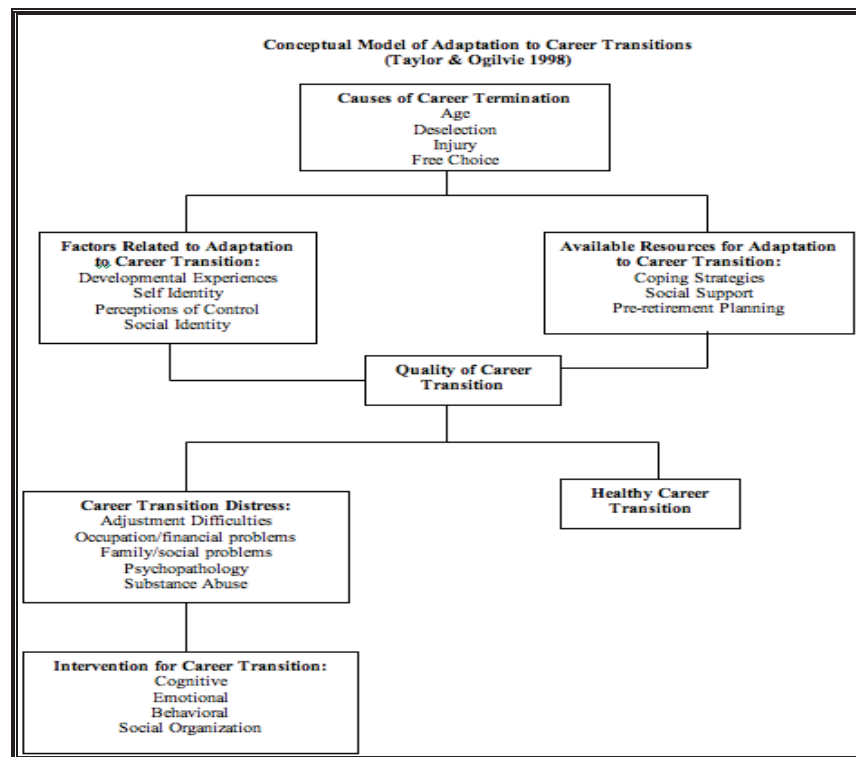 Conceptual Model of Adaptation to Career Transitions
(Taylor & Ogilvie 1998)
Causes of Career Termination
Age
Deselection
Injury
Free Choice
Factors Related to Adaptation
to Career Transition:
Developmental Experiences
Self Identity
Perceptions of Control
Social Identity
Available Resources for Adaptation
to Career Transition:
Coping Strategies
Social Support
Pre-retirement Planning
Quality of Career
Transition
Career Transition Distress:
Adjustment Difficulties
Occupation/financial problems
Family/social problems
Psychopathology
Substance Abuse
Healthy Career
Transition
Intervention for Career Transition:
Cognitive
Emotional
Behavioral
Social Organization